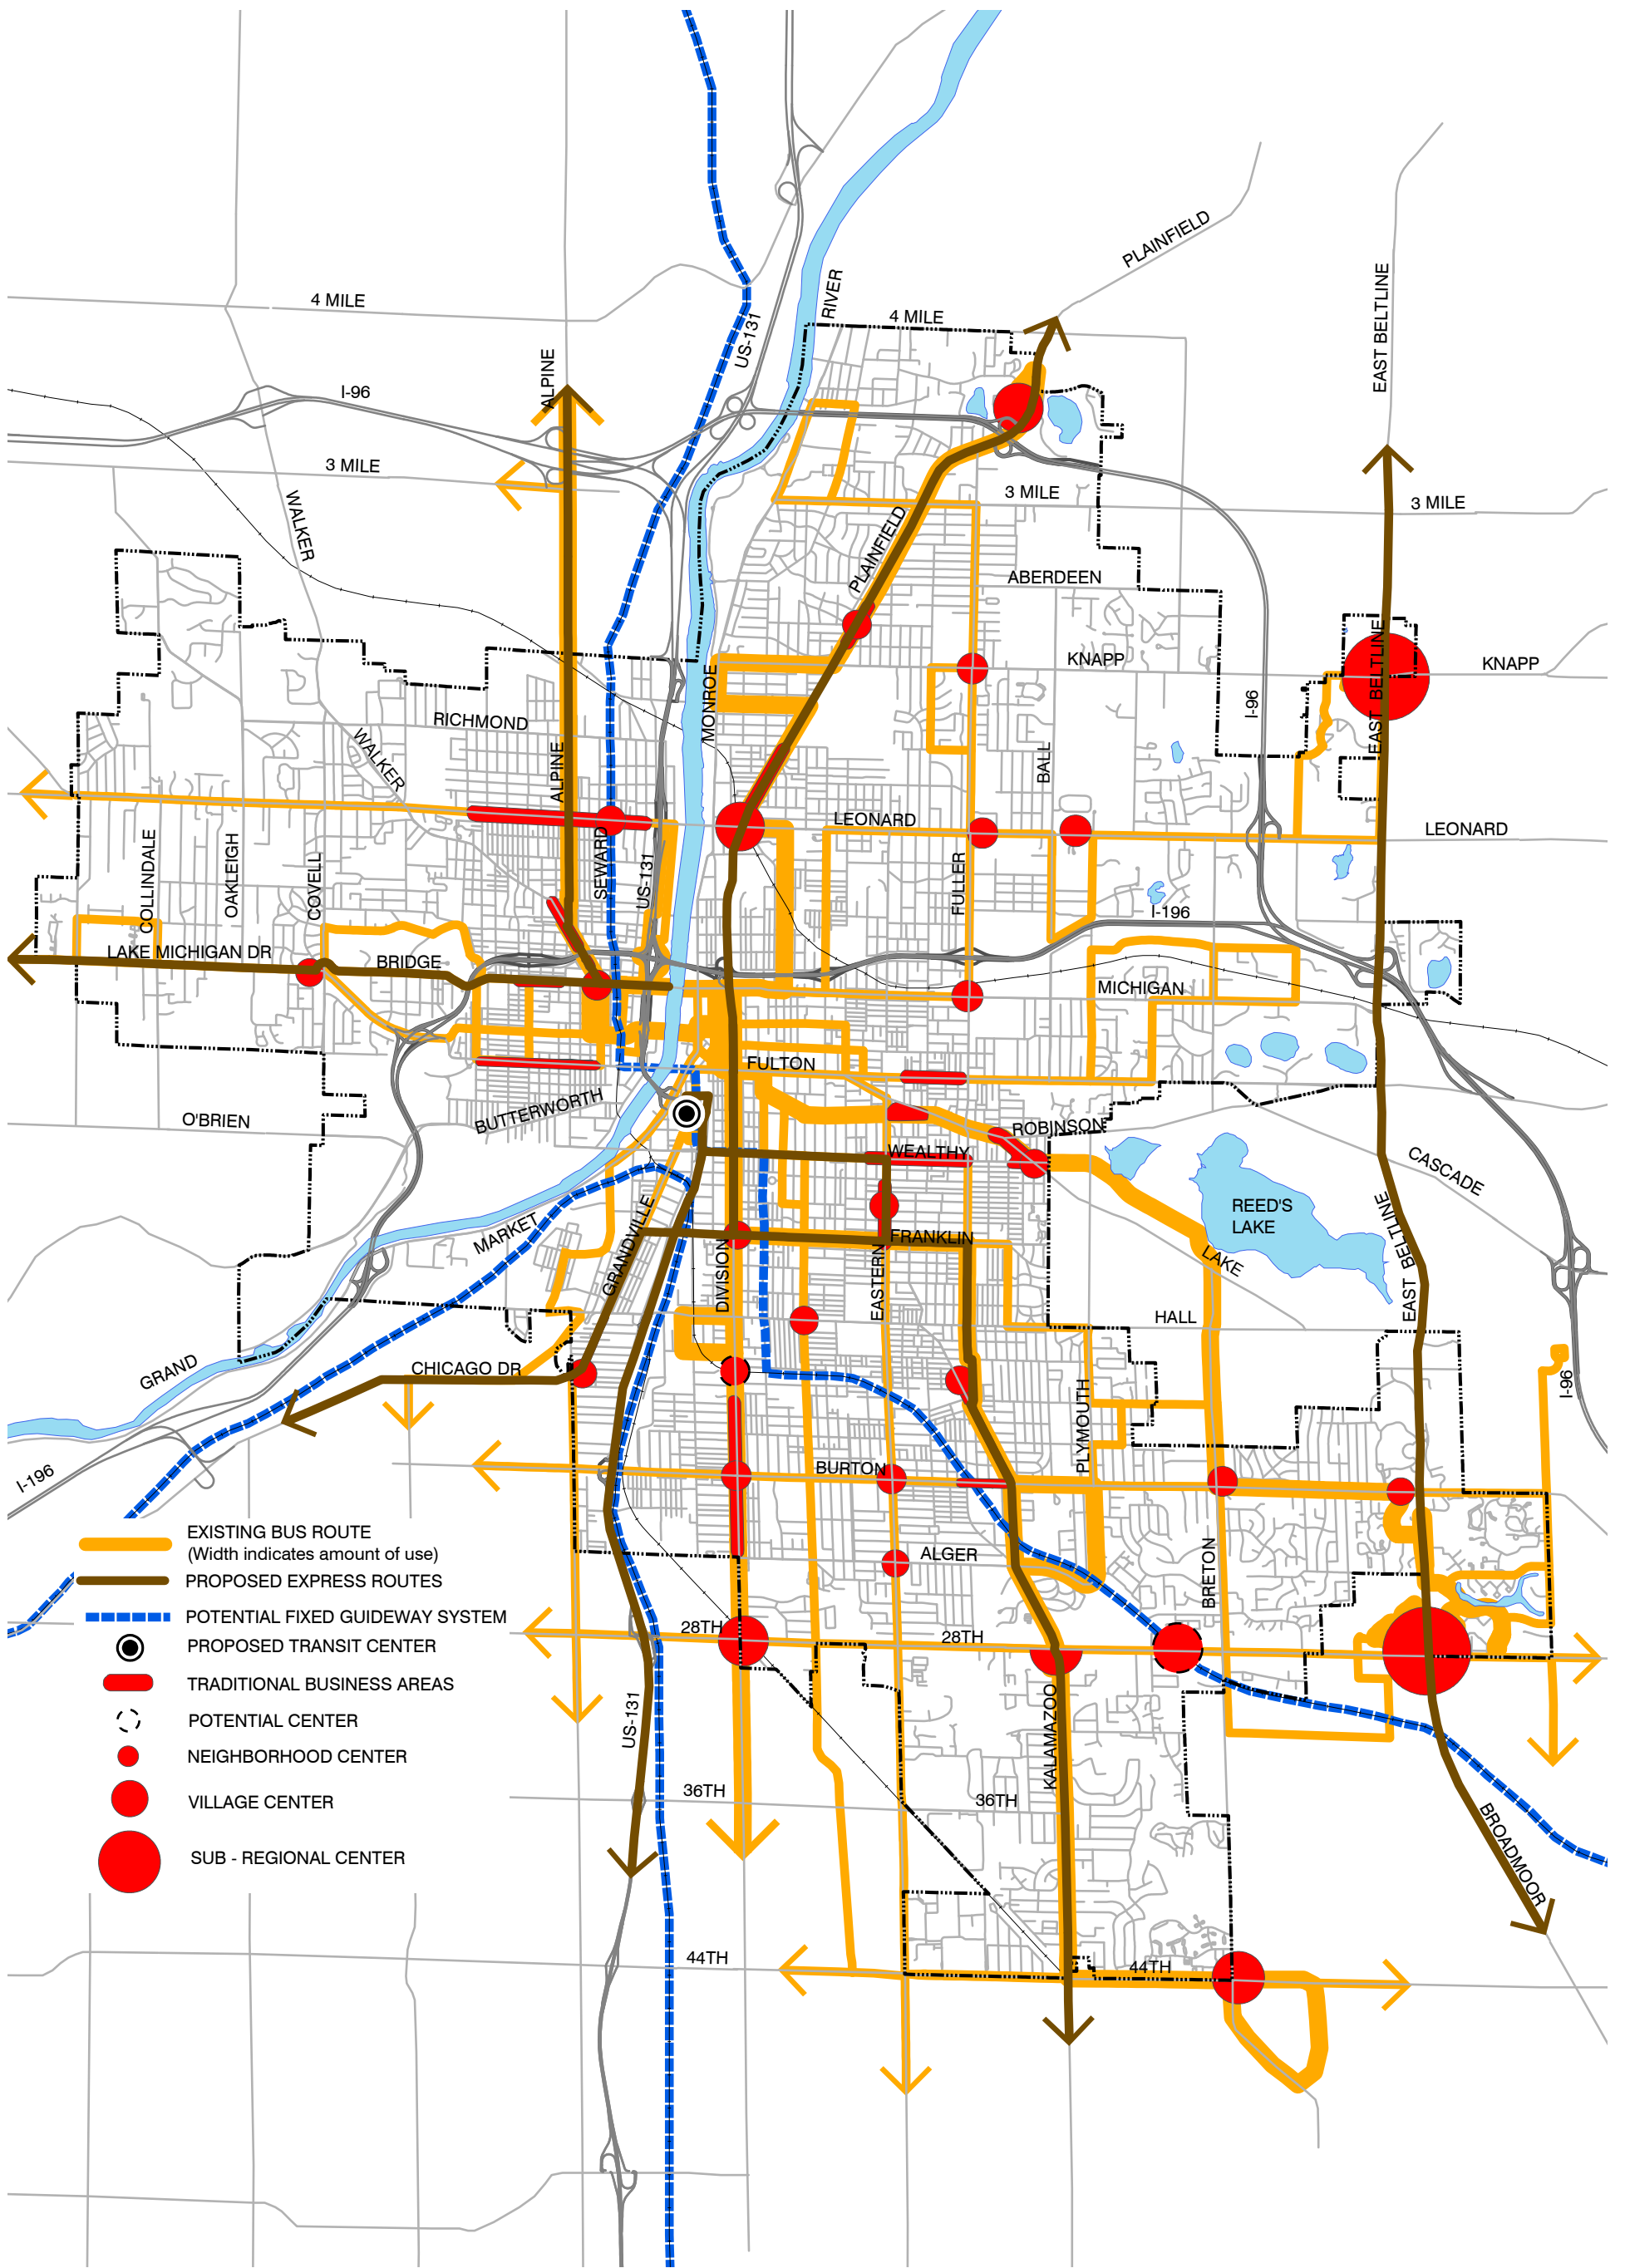 PLAINFIELD
RIVER
EAST BELTLINE
4 MILE
4 MILE
US-131
ALPINE
I-96
3 MILE
3 MILE
3 MILE
WALKER
PLAINFIELD
ABERDEEN
KNAPP
KNAPP
EAST BELTLINE
I-96
MONROE
RICHMOND
WALKER
ALPINE
BALL
LEONARD
LEONARD
COLLINDALE
OAKLEIGH
COVELL
SEWARD
US-131
FULLER
I-196
LAKE MICHIGAN DR
BRIDGE
MICHIGAN
FULTON
BUTTERWORTH
O'BRIEN
ROBINSON
WEALTHY
CASCADE
REED'S
LAKE
MARKET
GRANDVILLE
FRANKLIN
DIVISION
EASTERN
LAKE
EAST BELTLINE
HALL
GRAND
CHICAGO DR
I-96
PLYMOUTH
BURTON
I-196
ALGER
BRETON
EXISTING BUS ROUTE
(Width indicates amount of use)
PROPOSED EXPRESS ROUTES
POTENTIAL FIXED GUIDEWAY SYSTEM
PROPOSED TRANSIT CENTER
TRADITIONAL BUSINESS AREAS
POTENTIAL CENTER
NEIGHBORHOOD CENTER
VILLAGE CENTER
SUB - REGIONAL CENTER
28TH
28TH
US-131
KALAMAZOO
36TH
36TH
BROADMOOR
44TH
44TH